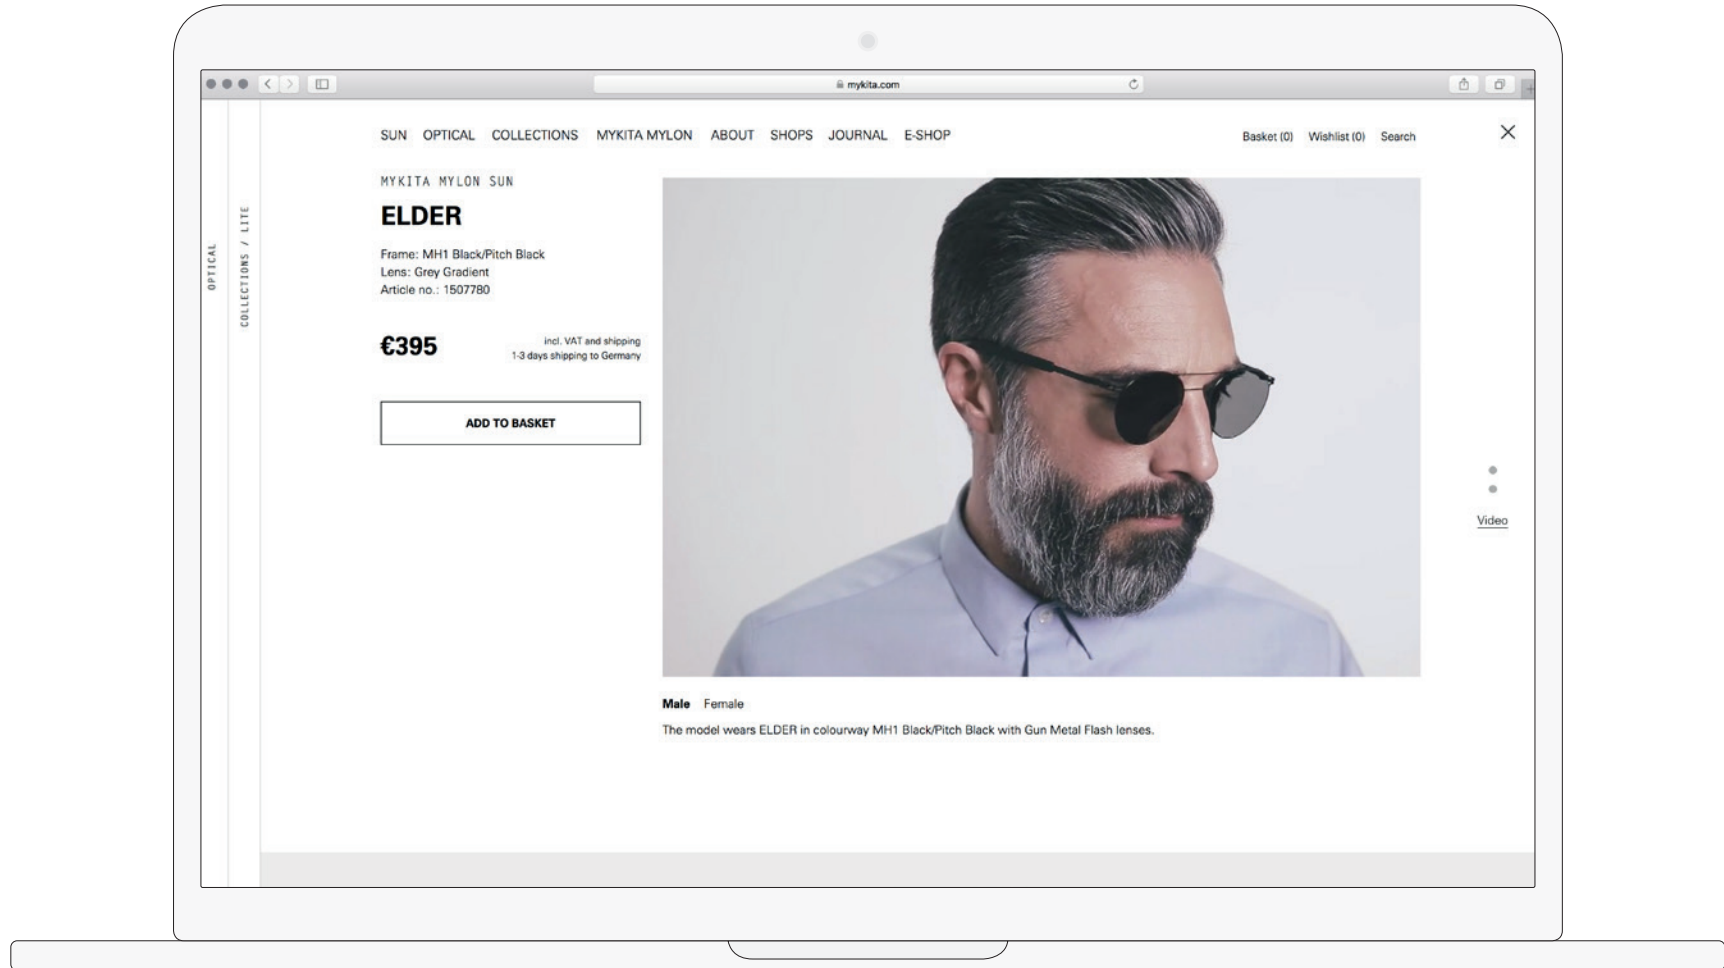 mykita.com
SUN OPTICAL COLLECTIONS MYKITA MYLON ABOUT SHOPS JOURNAL E-SHOP
Basket (0) Wishlist (0) Search
OPTICAL
COLLECTIONS / LITE
MYKITA MYLON SUN
ELDER
Frame: MH1 Black/Pitch Black
Lens: Grey Gradient
Article no.: 1507780
€395
incl. VAT and shipping
1-3 days shipping to Germany
ADD TO BASKET
Video
Male Female
The model wears ELDER in colourway MH1 Black/Pitch Black with Gun Metal Flash lenses.